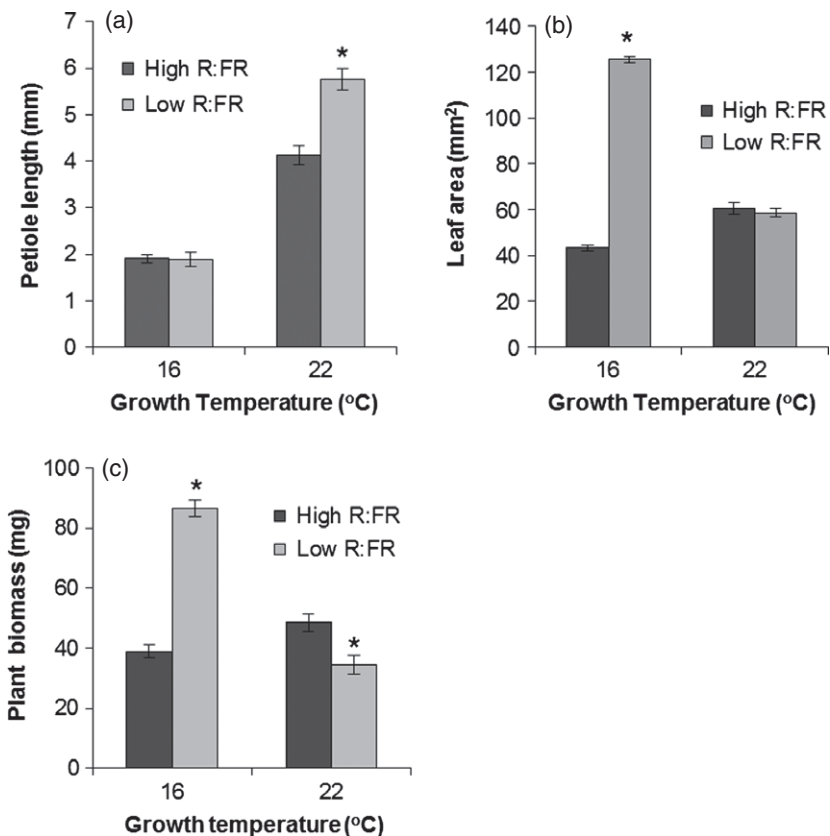 (a)
7
6
5
4
3
2
1
0
Petiole length (mm)
High R:FR
Low R:FR
*
16 22
Growth Temperature (°C)
(b)
140
120
100
80
60
40
20
0
Leaf area (mm²)
*
High R:FR
Low R:FR
16 22
Growth Temperature (°C)
(c)
100
80
60
40
20
0
Plant biomass (mg)
*
High R:FR
Low R:FR
*
16 22
Growth temperature (°C)